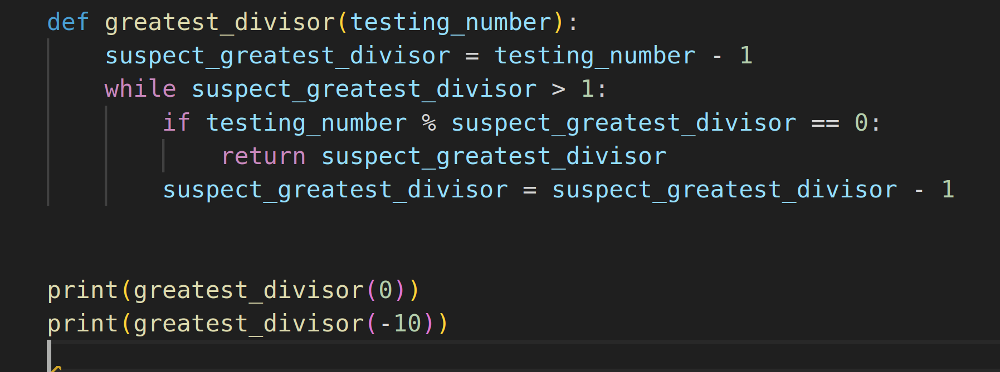 def greatest_divisor(testing_number):
    suspect_greatest_divisor = testing_number - 1
    while suspect_greatest_divisor > 1:
        if testing_number % suspect_greatest_divisor == 0:
            return suspect_greatest_divisor
        suspect_greatest_divisor = suspect_greatest_divisor - 1
print(greatest_divisor(0))
print(greatest_divisor(-10))